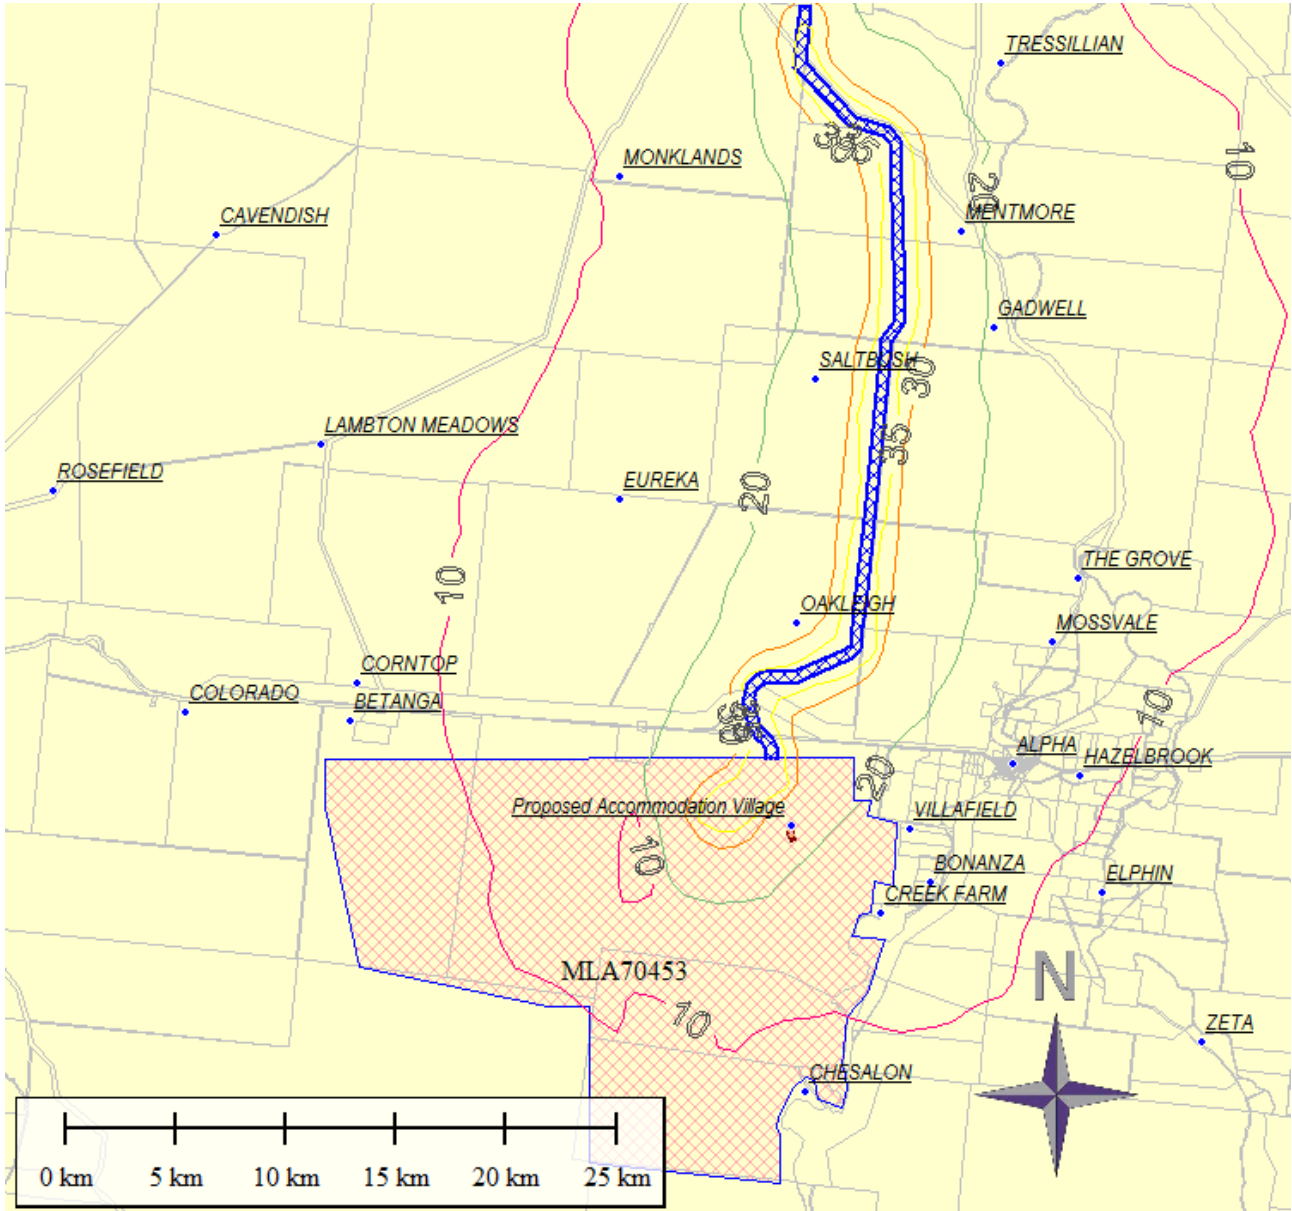 TRESSILLIAN
35
10
MONKLANDS
20
CAVENDISH
MENTMORE
GADWELL
SALTBUSH
30
LAMBTON MEADOWS
35
ROSEFIELD
EUREKA
20
THE GROVE
10
OAKLEIGH
MOSSVALE
CORNTOP
COLORADO
BETANGA
10
ALPHA
HAZELBROOK
20
Proposed Accommodation Village
VILLAFIELD
10
BONANZA
ELPHIN
CREEK FARM
MLA70453
N
10
ZETA
CHESALON
0 km 5 km 10 km 15 km 20 km 25 km